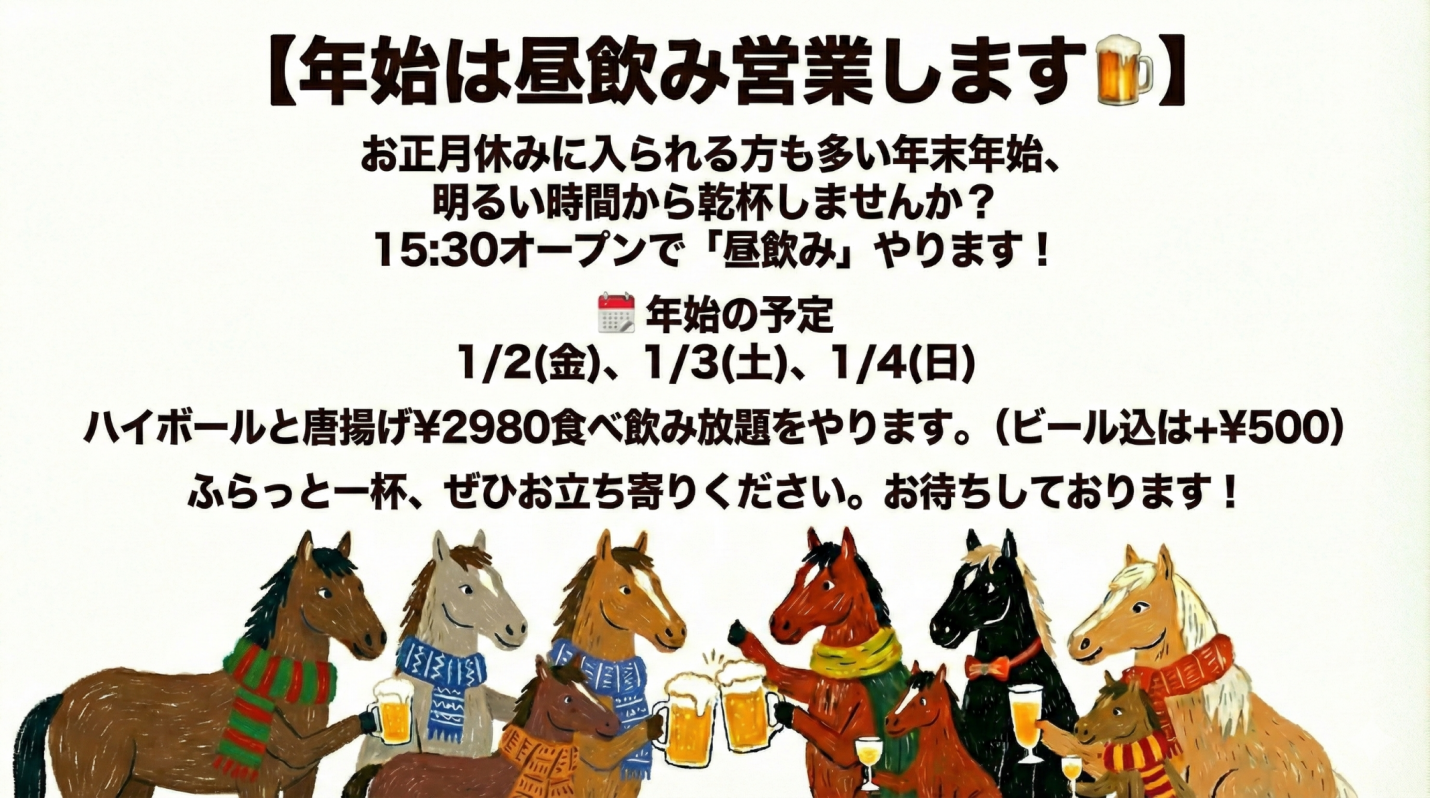 【年始は昼飲み営業します🍺】
お正月休みに入られる方も多い年末年始、
明るい時間から乾杯しませんか？
15:30オープンで「昼飲み」やります！
📅 年始の予定
1/2(金)、1/3(土)、1/4(日)
ハイボールと唐揚げ¥2980食べ飲み放題をやります。（ビール込は+¥500）
ふらっと一杯、ぜひお立ち寄りください。お待ちしております！